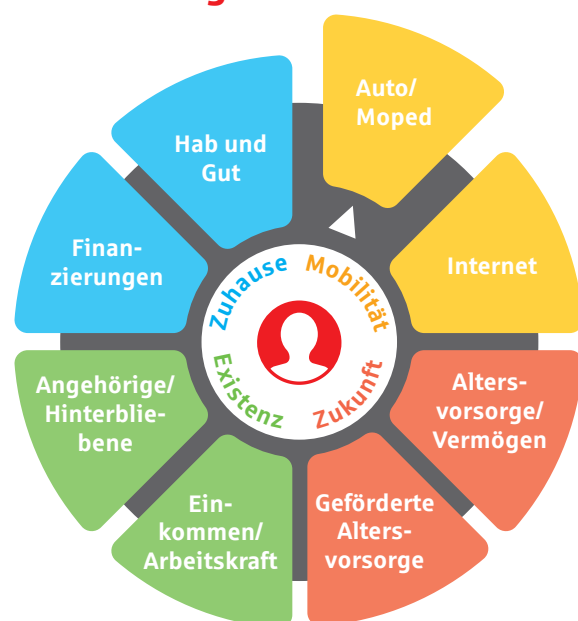 Auto/
Moped
Hab und
Gut
Internet
Finan-
zierungen
Zuhause
Mobilität
Existenz
Zukunft
Angehörige/
Hinterblie-
bene
Alters-
vorsorge/
Vermögen
Ein-
kommen/
Arbeitskraft
Geförderte
Alters-
vorsorge